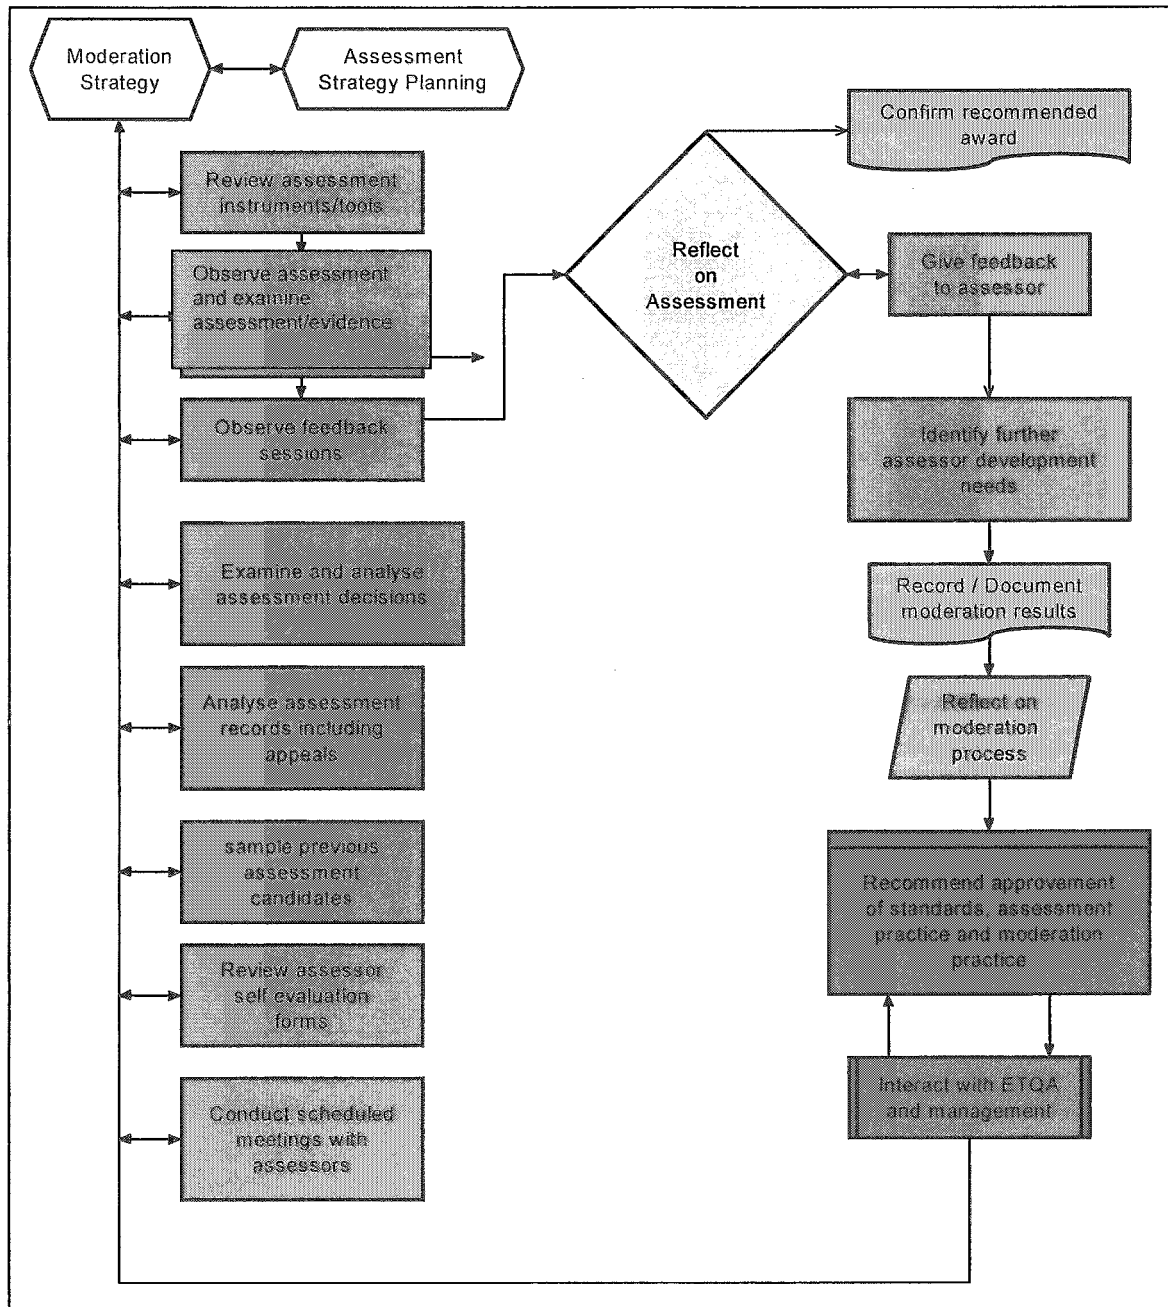 Moderation
Strategy
Assessment
Strategy Planning
Review assessment
instruments/tools
Observe assessment
and examine
assessment/evidence
Observe feedback
sessions
Examine and analyse
assessment decisions
Analyse assessment
records including
appeals
sample previous
assessment
candidates
Review assessor
self evaluation
forms
Conduct scheduled
meetings with
assessors
Reflect
on
Assessment
Confirm recommended
award
Give feedback
to assessor
Identify further
assessor development
needs
Record / Document
moderation results
Reflect on
moderation
process
Recommend approvement
of standards, assessment
practice and moderation
practice
Interact with ETQA
and management